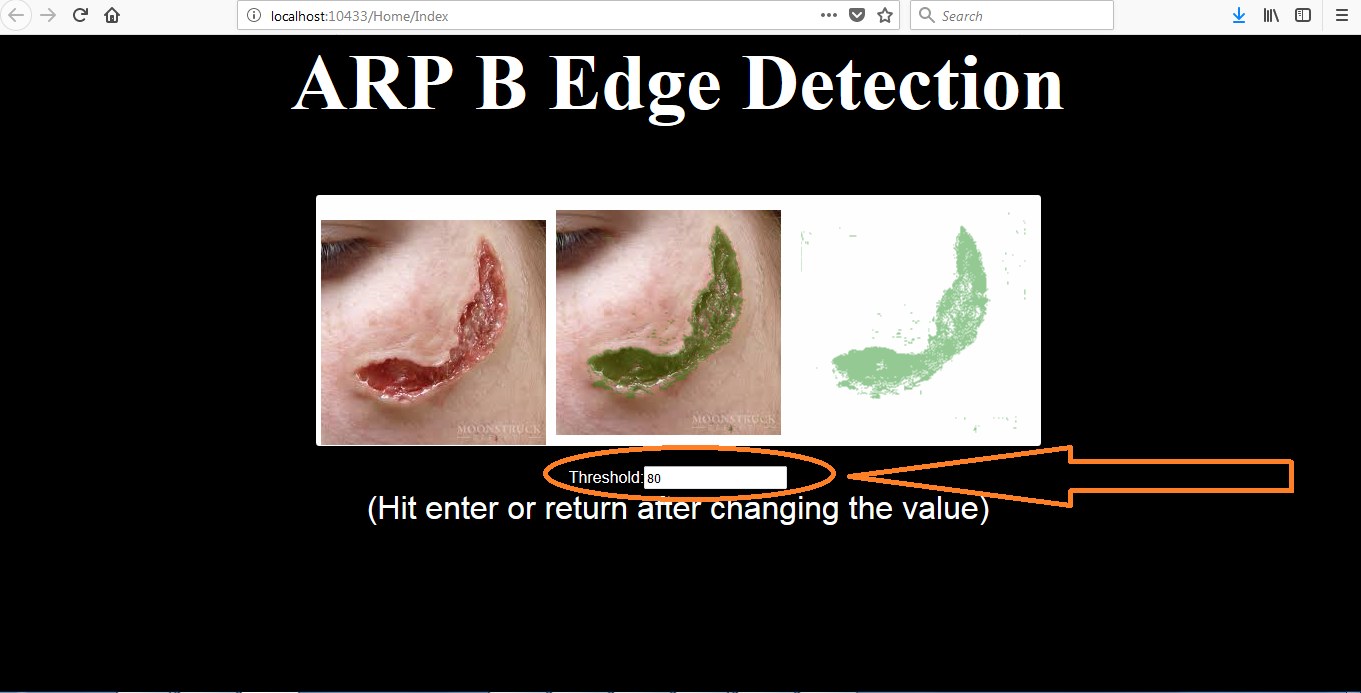 localhost:10433/Home/Index
Search
ARP B Edge Detection
MOONSTRUCK
MOONSTRUCK
Threshold:80
(Hit enter or return after changing the value)